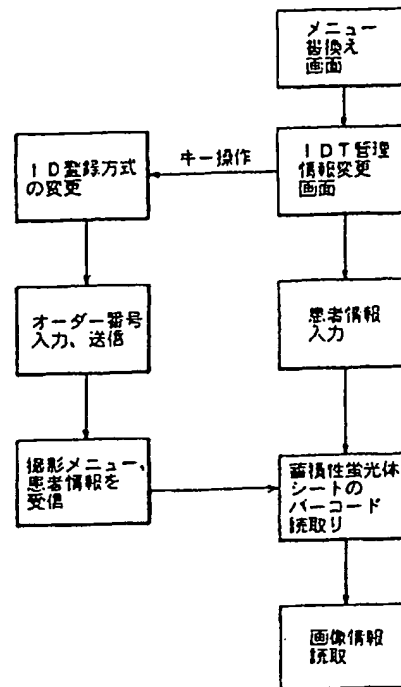 メニュー
替換え
画面
IDT管理
情報変更
画面
キー操作
ID登録方式
の変更
オーダー番号
入力、送信
患者情報
入力
撮影メニュー、
患者情報を
受信
蓄積性蛍光体
シートの
バーコード
読取り
画像情報
読取